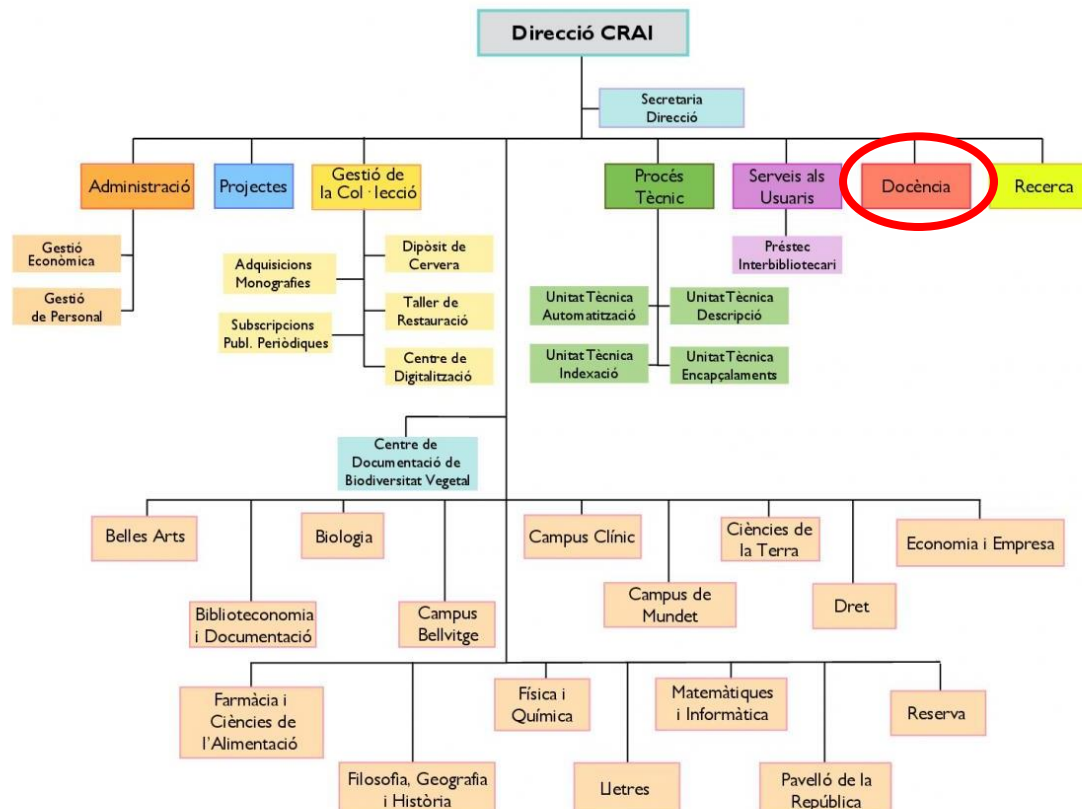 Direcció CRAI
Secretaria
Direcció
Administració
Projectes
Gestió de
la Col·lecció
Procés
Tècnic
Serveis als
Usuaris
Docència
Recerca
Gestió
Econòmica
Gestió
de Personal
Adquisicions
Monografies
Subscripcions
Publ. Periòdiques
Dipòsit de
Cervera
Taller de
Restauració
Centre de
Digitalització
Préstec
Interbibliotecari
Unitat Tècnica
Automatització
Unitat Tècnica
Descripció
Unitat Tècnica
Indexació
Unitat Tècnica
Encapçalaments
Centre de
Documentació de
Biodiversitat Vegetal
Belles Arts
Biologia
Campus Clínic
Ciències de
la Terra
Economia i Empresa
Biblioteconomia
i Documentació
Campus
Bellvitge
Campus de
Mundet
Dret
Farmàcia i
Ciències de
l'Alimentació
Física i
Química
Matemàtiques
i Informàtica
Reserva
Filosofia, Geografia
i Història
Lletres
Pavelló de la
República